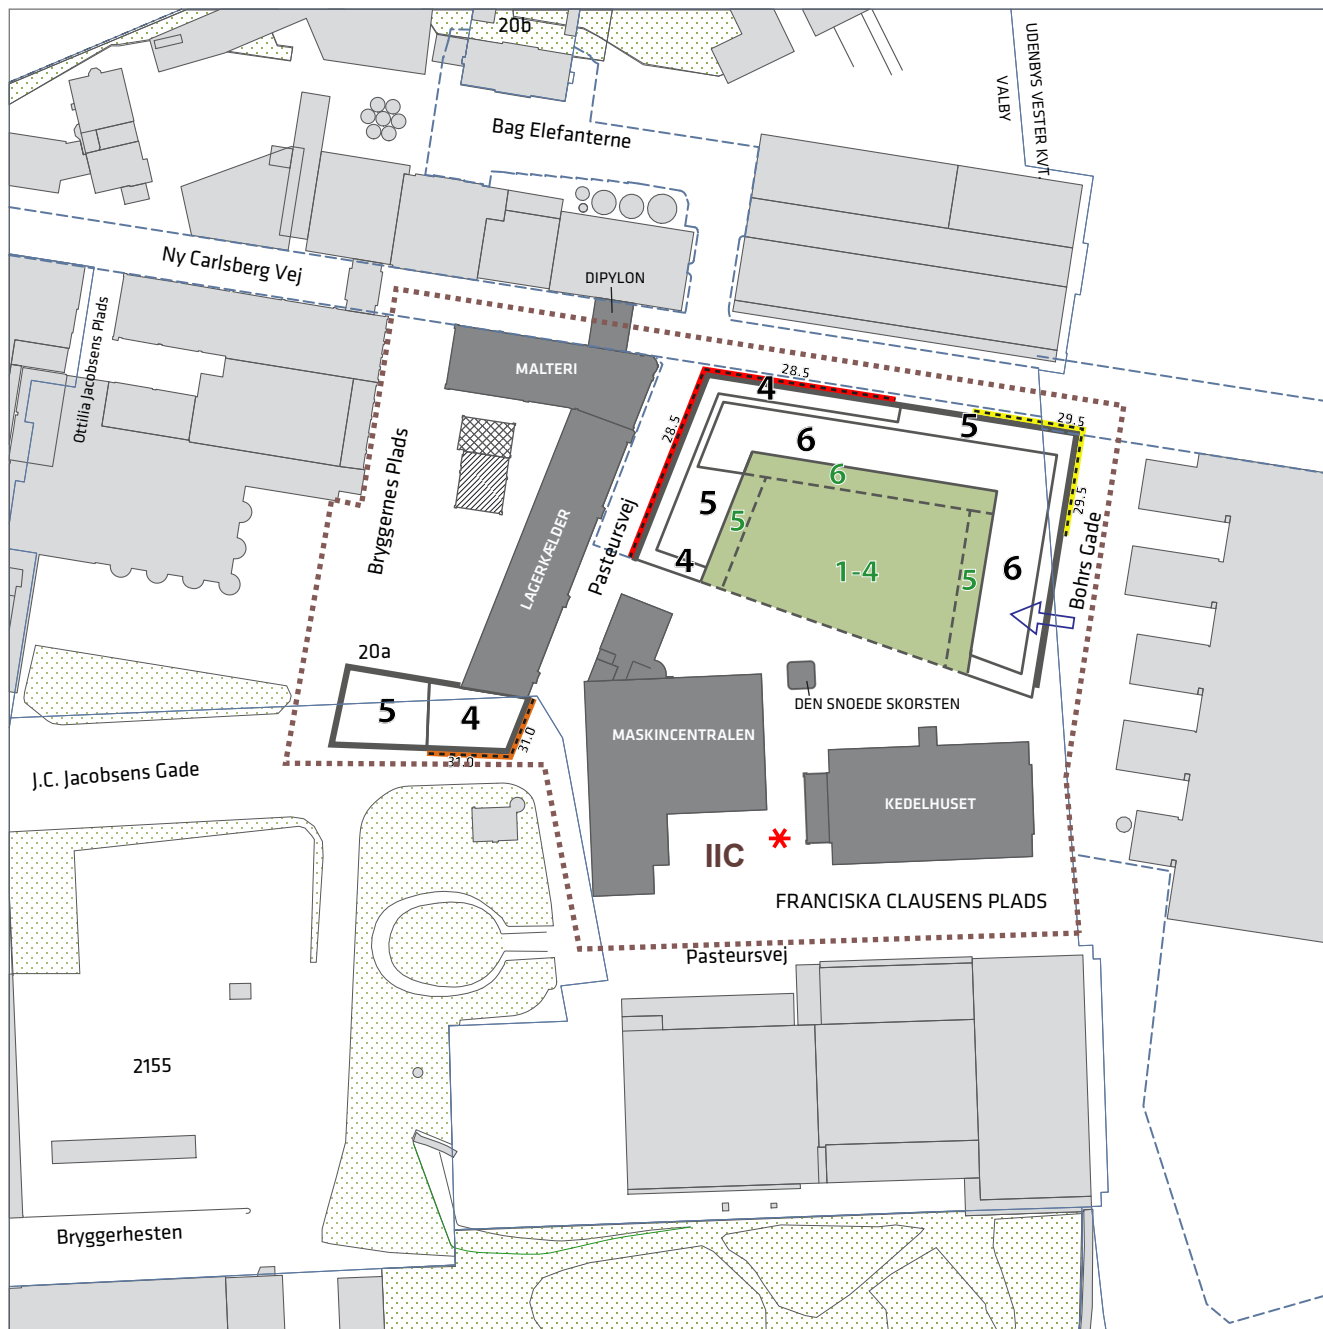 20b
UDENBYS VESTER KVT.
VALBY
Bag Elefanterne
Ny Carlsberg Vej
DIPYLON
Ottilia Jacobsens Plads
MALTERI
28.5
4
28.5
5
29.5
6
6
Bryggernes Plads
5
5
29.5
Pasteursvej
LAGERKÆLDER
4
1-4
5
6
Bohrs Gade
20a
5
4
31.0
31.0
DEN SNOEDE SKORSTEN
MASKINCENTRALEN
J.C. Jacobsens Gade
KEDELHUSET
IIC
*
FRANCISKA CLAUSENS PLADS
Pasteursvej
2155
Bryggerhesten